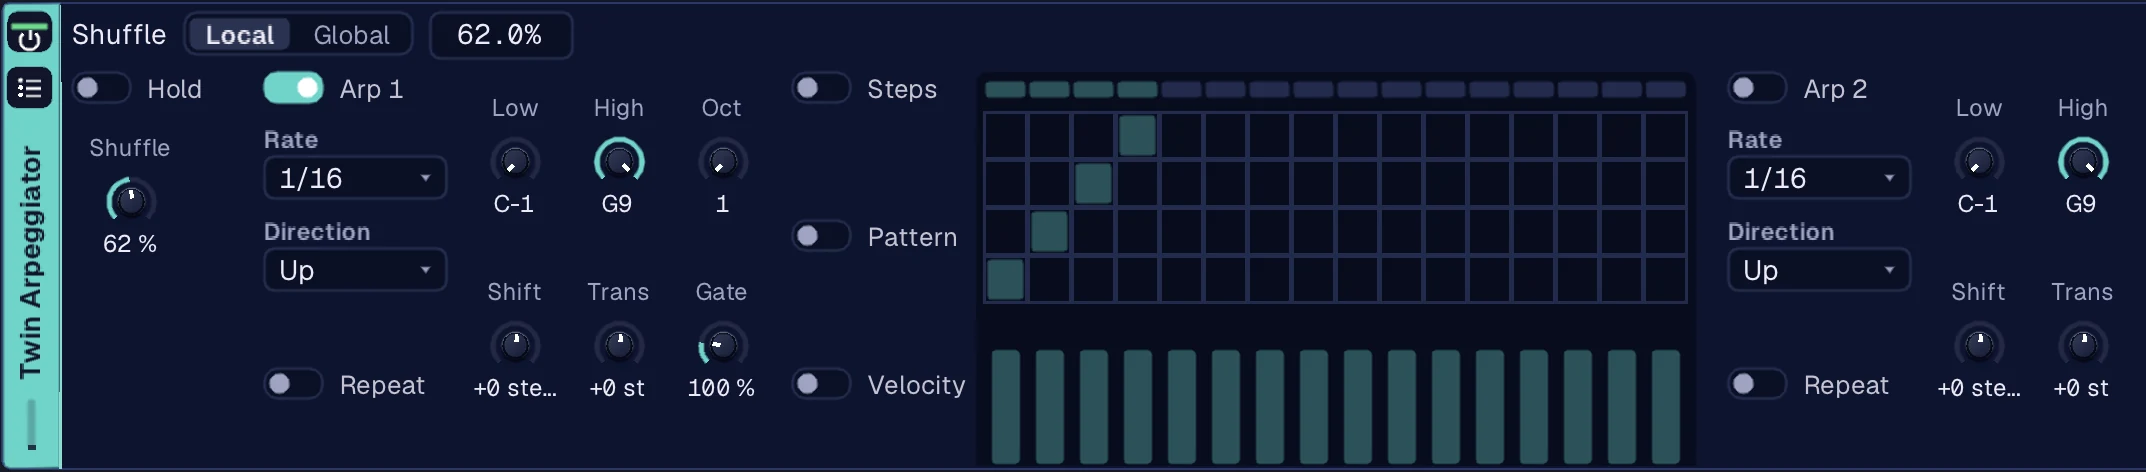 Twin Arpeggiator
Shuffle Local Global 62.0%
Hold
Shuffle
62 %
Arp 1
Rate
1/16
Direction
Up
Repeat
Low High Oct
C-1 G9 1
Shift Trans Gate
+0 ste... +0 st 100 %
Steps
Pattern
Velocity
Arp 2
Rate
1/16
Direction
Up
Repeat
Low High
C-1 G9
Shift Trans
+0 ste... +0 st